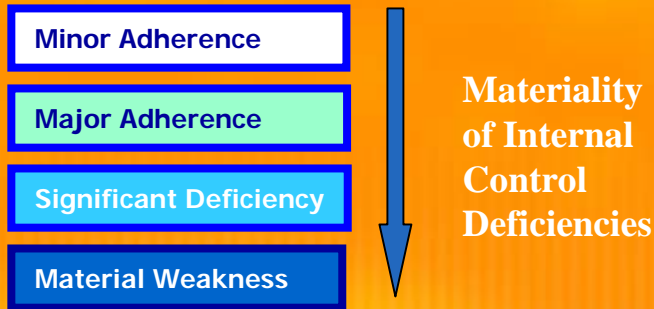 Minor Adherence
Major Adherence
Significant Deficiency
Material Weakness
Materiality
of Internal
Control
Deficiencies